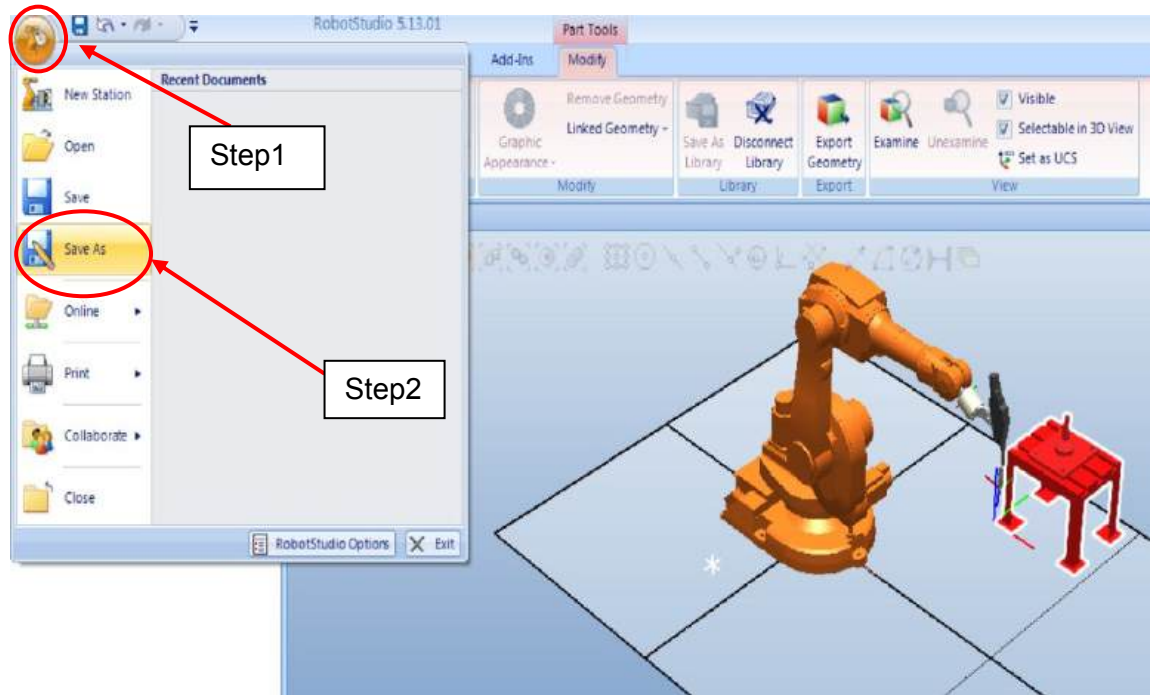 RobotStudio 5.13.01
Part Tools
Add-Ins
Modify
Recent Documents
New Station
Open
Save
Save As
Online
Print
Collaborate
Close
RobotStudio Options
Exit
Step1
Step2
Graphic
Appearance
Remove Geometry
Linked Geometry
Modify
Save As
Library
Disconnect
Library
Library
Export
Geometry
Export
Examine
Unexamine
Visible
Selectable in 3D View
Set as UCS
View